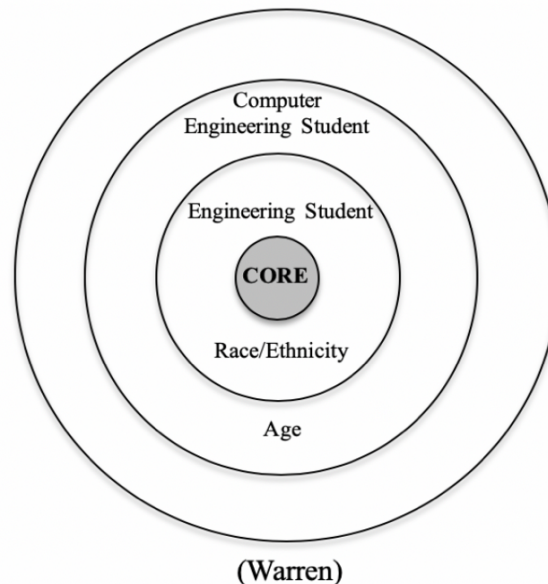 Computer
Engineering Student
Engineering Student
CORE
Race/Ethnicity
Age
(Warren)